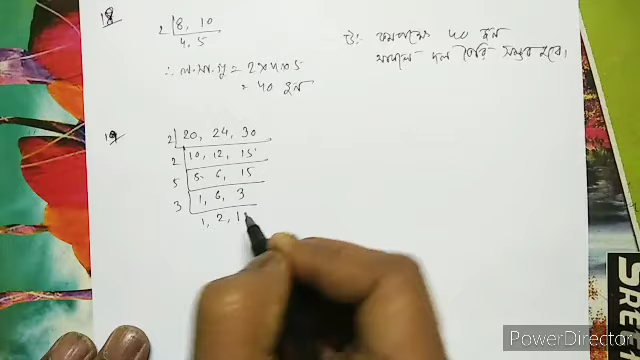 18
2 | 8, 10
4, 5
∴ ল.সা.গু = 2×4×5
= 40 জন
উ:- কমপক্ষে 40 জন
থাকলে দল তৈরি সম্ভব হবে।
19
2 | 20, 24, 30
2 | 10, 12, 15
5 | 5, 6, 15
3 | 1, 6, 3
1, 2, 1
SRE
PowerDirector